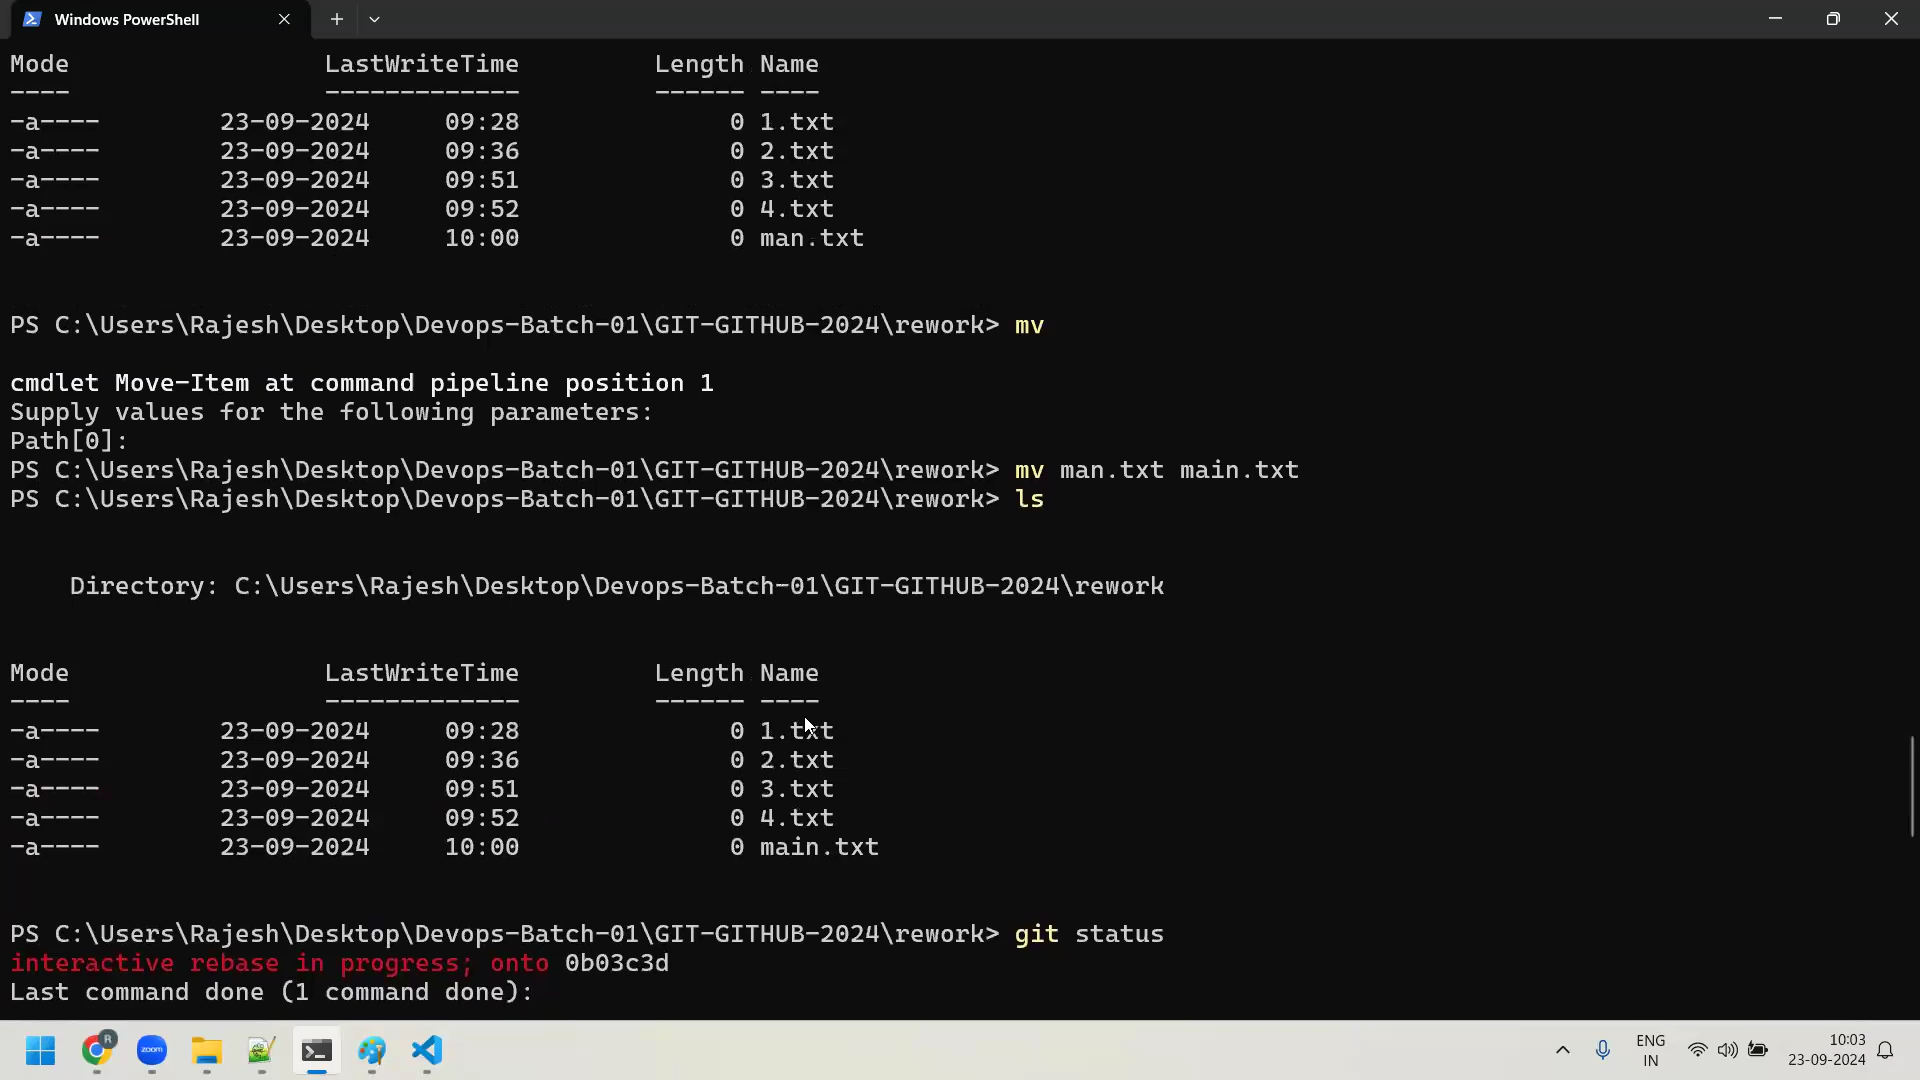 Windows PowerShell
Mode LastWriteTime Length Name
---- ------------- ------ ----
-a---- 23-09-2024 09:28 0 1.txt
-a---- 23-09-2024 09:36 0 2.txt
-a---- 23-09-2024 09:51 0 3.txt
-a---- 23-09-2024 09:52 0 4.txt
-a---- 23-09-2024 10:00 0 man.txt
PS C:\Users\Rajesh\Desktop\Devops-Batch-01\GIT-GITHUB-2024\rework> mv
cmdlet Move-Item at command pipeline position 1
Supply values for the following parameters:
Path[0]:
PS C:\Users\Rajesh\Desktop\Devops-Batch-01\GIT-GITHUB-2024\rework> mv man.txt main.txt
PS C:\Users\Rajesh\Desktop\Devops-Batch-01\GIT-GITHUB-2024\rework> ls
Directory: C:\Users\Rajesh\Desktop\Devops-Batch-01\GIT-GITHUB-2024\rework
Mode LastWriteTime Length Name
---- ------------- ------ ----
-a---- 23-09-2024 09:28 0 1.txt
-a---- 23-09-2024 09:36 0 2.txt
-a---- 23-09-2024 09:51 0 3.txt
-a---- 23-09-2024 09:52 0 4.txt
-a---- 23-09-2024 10:00 0 main.txt
PS C:\Users\Rajesh\Desktop\Devops-Batch-01\GIT-GITHUB-2024\rework> git status
interactive rebase in progress; onto 0b03c3d
Last command done (1 command done):
R
zoom
ENG
IN
10:03
23-09-2024